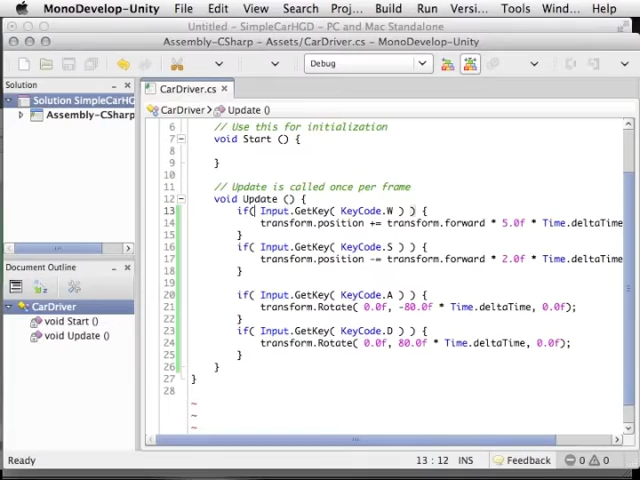 MonoDevelop-Unity File Edit View Search Project Build Run Versi... Tools Wind... Help
Untitled - SimpleCarHGD - PC and Mac Standalone
Assembly-CSharp - Assets/CarDriver.cs - MonoDevelop-Unity
Debug
Solution
CarDriver.cs
Solution SimpleCarHGD
CarDriver Update ()
Assembly-CSharp
6 // Use this for initialization
7 void Start () {
8
9 }
10
11 // Update is called once per frame
12 void Update () {
13 if( Input.GetKey( KeyCode.W ) ) {
14 transform.position += transform.forward * 5.0f * Time.deltaTime
15 }
16 if( Input.GetKey( KeyCode.S ) ) {
17 transform.position -= transform.forward * 2.0f * Time.deltaTime
18 }
19
20 if( Input.GetKey( KeyCode.A ) ) {
21 transform.Rotate( 0.0f, -80.0f * Time.deltaTime, 0.0f);
22 }
23 if( Input.GetKey( KeyCode.D ) ) {
24 transform.Rotate( 0.0f, 80.0f * Time.deltaTime, 0.0f);
25 }
26 }
27 }
28
~
~
~
Document Outline
CarDriver
void Start ()
void Update ()
Ready 13 : 12 INS Feedback 0 0